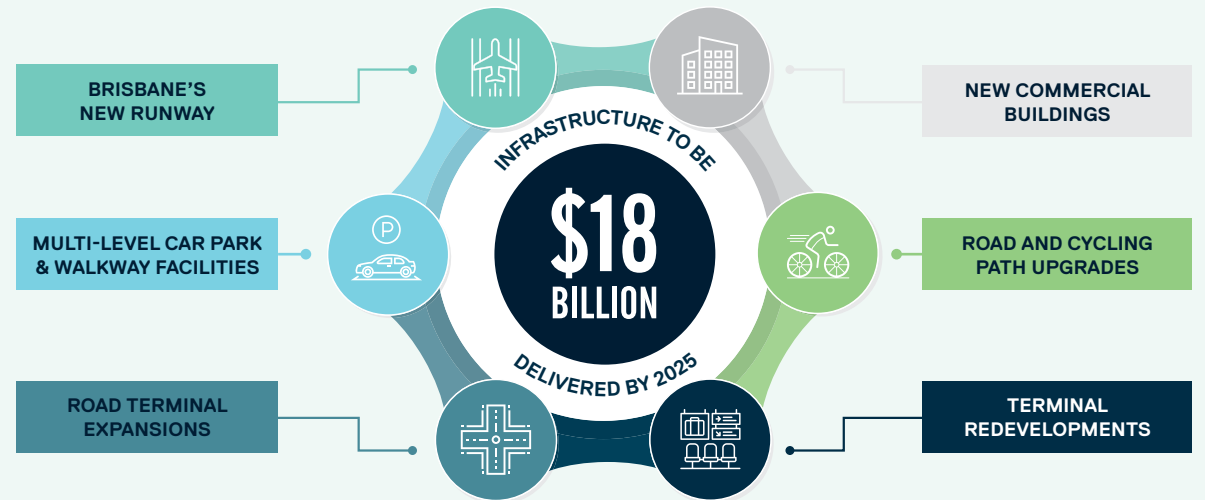 BRISBANE'S
NEW RUNWAY
NEW COMMERCIAL
BUILDINGS
INFRASTRUCTURE TO BE
$18
BILLION
DELIVERED BY 2025
P
MULTI-LEVEL CAR PARK
& WALKWAY FACILITIES
ROAD AND CYCLING
PATH UPGRADES
ROAD TERMINAL
EXPANSIONS
TERMINAL
REDEVELOPMENTS